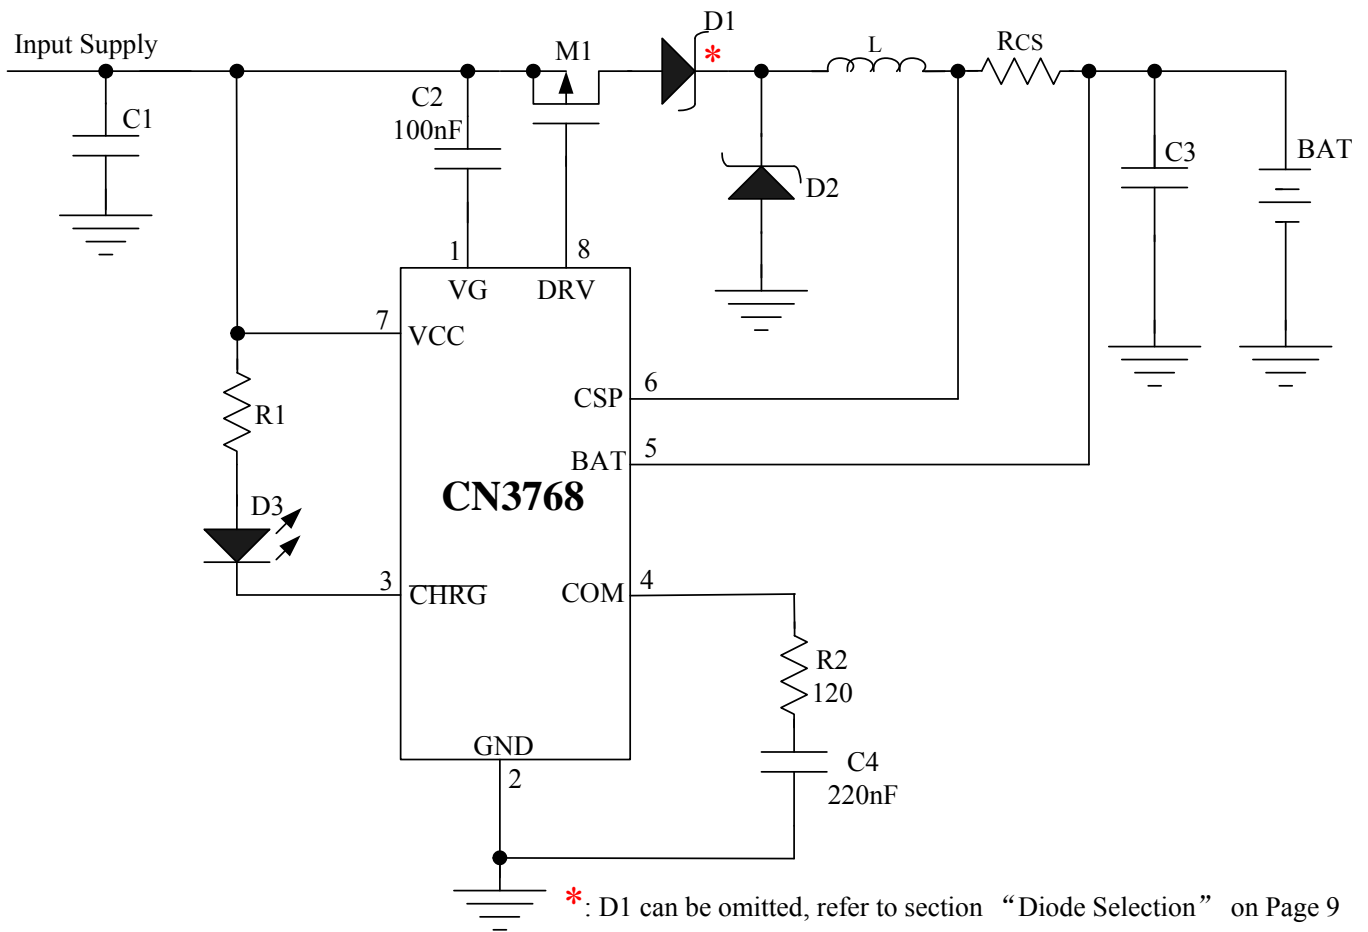 D1
Input Supply
M1
*
L
RCS
C2
100nF
C1
C3
BAT
D2
1
8
VG
DRV
7
VCC
6
CSP
R1
5
BAT
CN3768
D3
3
CHRG
COM
4
R2
120
GND
2
C4
220nF
*: D1 can be omitted, refer to section “Diode Selection” on Page 9